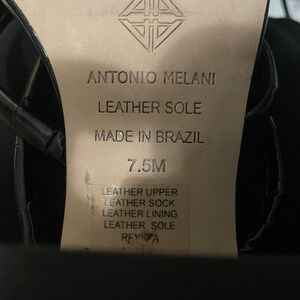 ANTONIO MELANI
LEATHER SOLE
MADE IN BRAZIL
7.5M
LEATHER UPPER
LEATHER SOCK
LEATHER LINING
LEATHER SOLE